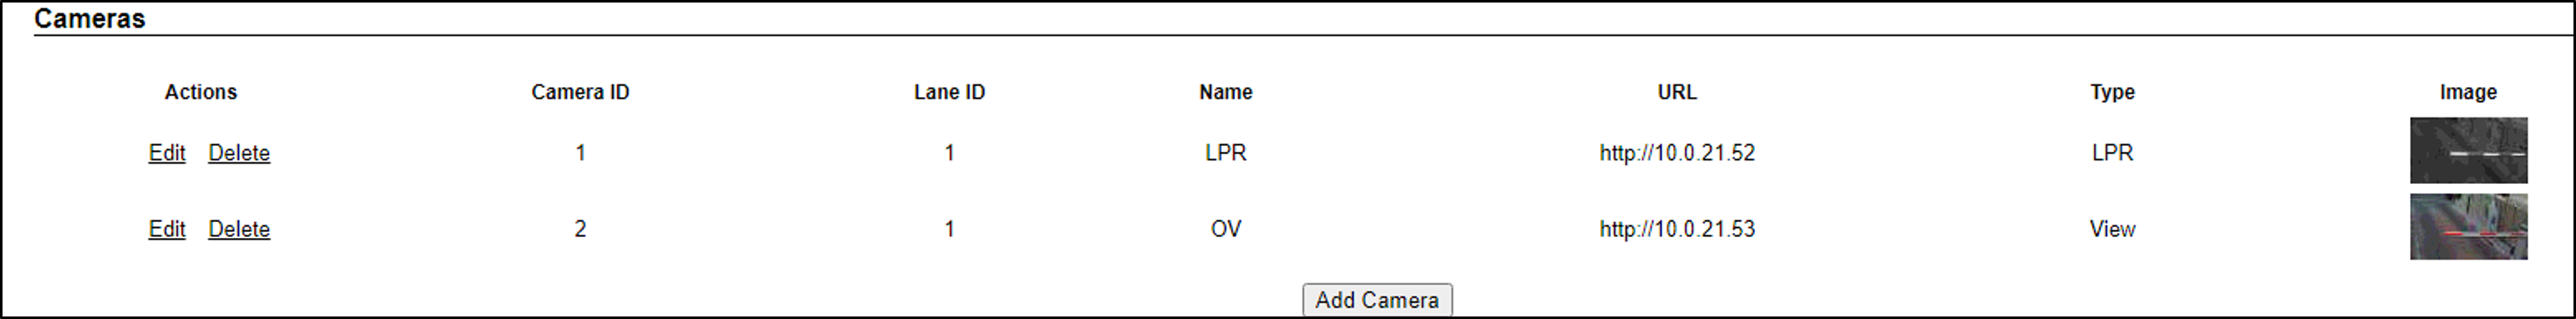 Cameras
Actions Camera ID Lane ID Name URL Type Image
Edit Delete 1 1 LPR http://10.0.21.52 LPR
Edit Delete 2 1 OV http://10.0.21.53 View
Add Camera